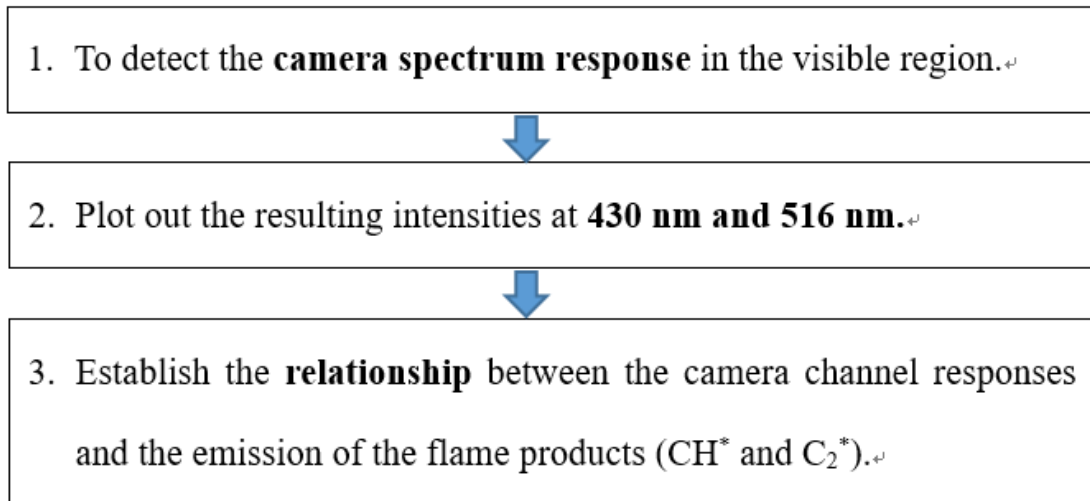 1. To detect the camera spectrum response in the visible region.↵
2. Plot out the resulting intensities at 430 nm and 516 nm.↵
3. Establish the relationship between the camera channel responses
and the emission of the flame products (CH* and C₂*).↵